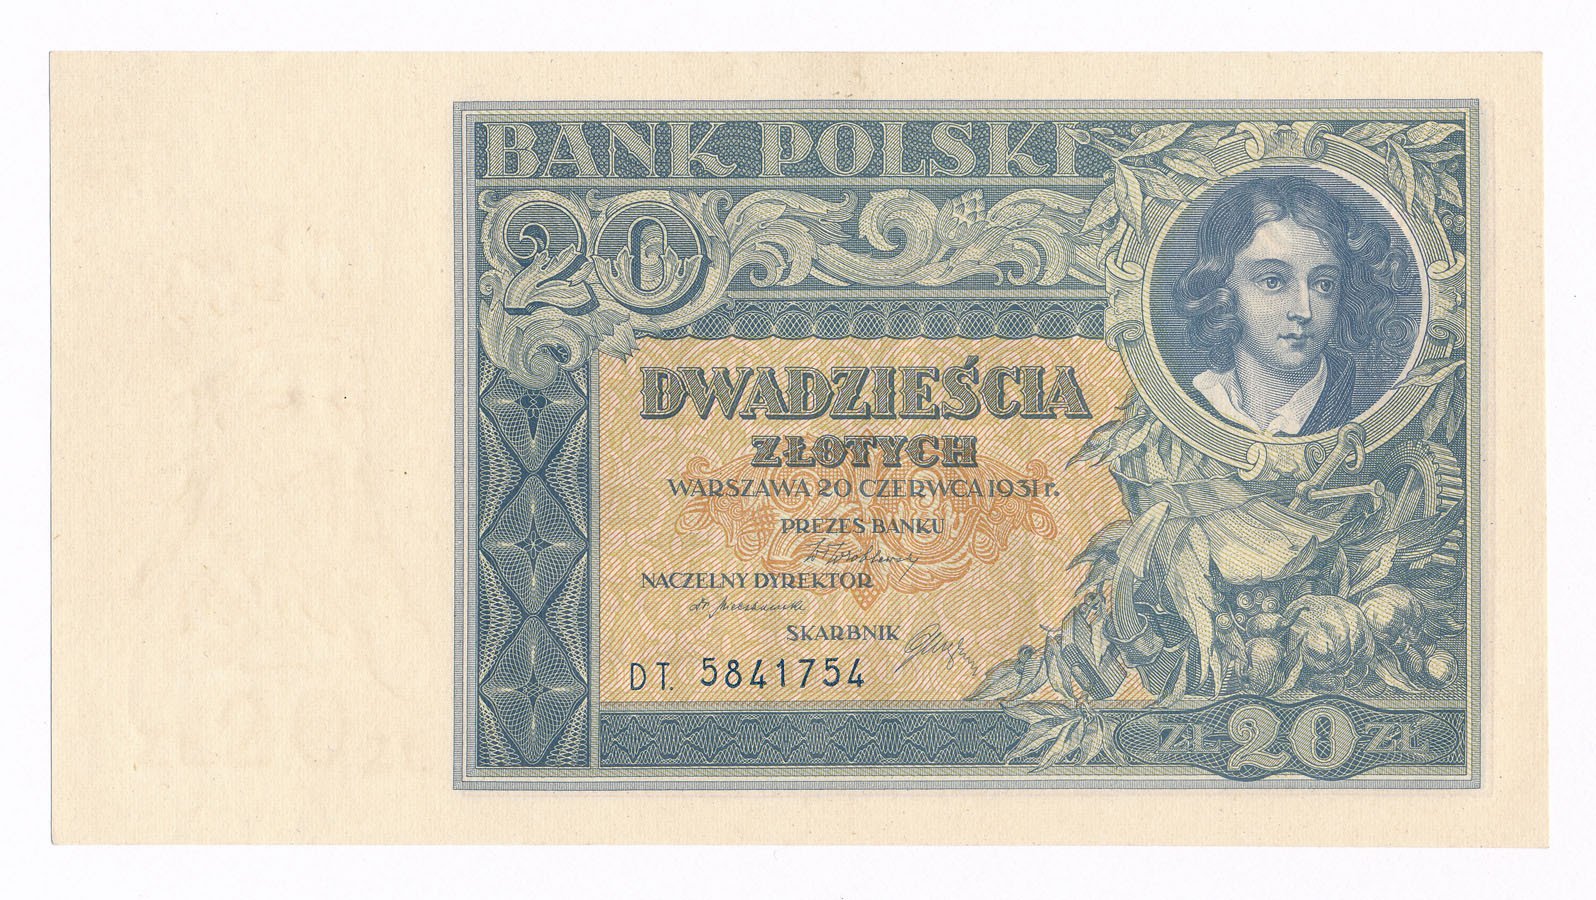 BANK POLSKI
20
DWADZIEŚCIA
ZŁOTYCH
WARSZAWA 20 CZERWCA 1931 r.
PREZES BANKU
NACZELNY DYREKTOR
SKARBNIK
DT. 5841754
ZŁ 20 ZŁ